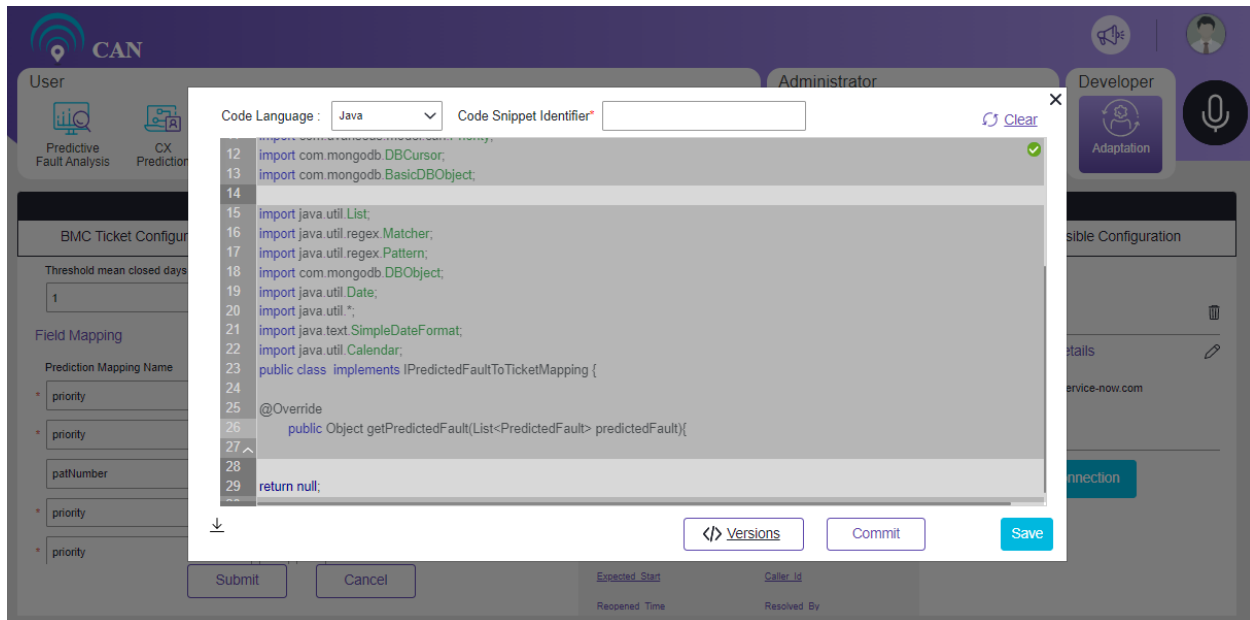 CAN
User
Administrator
Developer
Predictive
Fault Analysis
CX
Prediction
Adaptation
Code Language :
Java
Code Snippet Identifier*
Clear
12 import com.mongodb.DBCursor;
13 import com.mongodb.BasicDBObject;
14
15 import java.util.List;
16 import java.util.regex.Matcher;
17 import java.util.regex.Pattern;
18 import com.mongodb.DBObject;
19 import java.util.Date;
20 import java.util.*;
21 import java.text.SimpleDateFormat;
22 import java.util.Calendar;
23 public class  implements IPredictedFaultToTicketMapping {
24
25 @Override
26 public Object getPredictedFault(List<PredictedFault> predictedFault){
27
28
29 return null;
</> Versions
Commit
Save
BMC Ticket Configur
Threshold mean closed days
1
Field Mapping
Prediction Mapping Name
* priority
* priority
patNumber
* priority
* priority
Submit
Cancel
Expected Start
Caller Id
Reopened Time
Resolved By
sible Configuration
etails
ervice-now.com
nnection